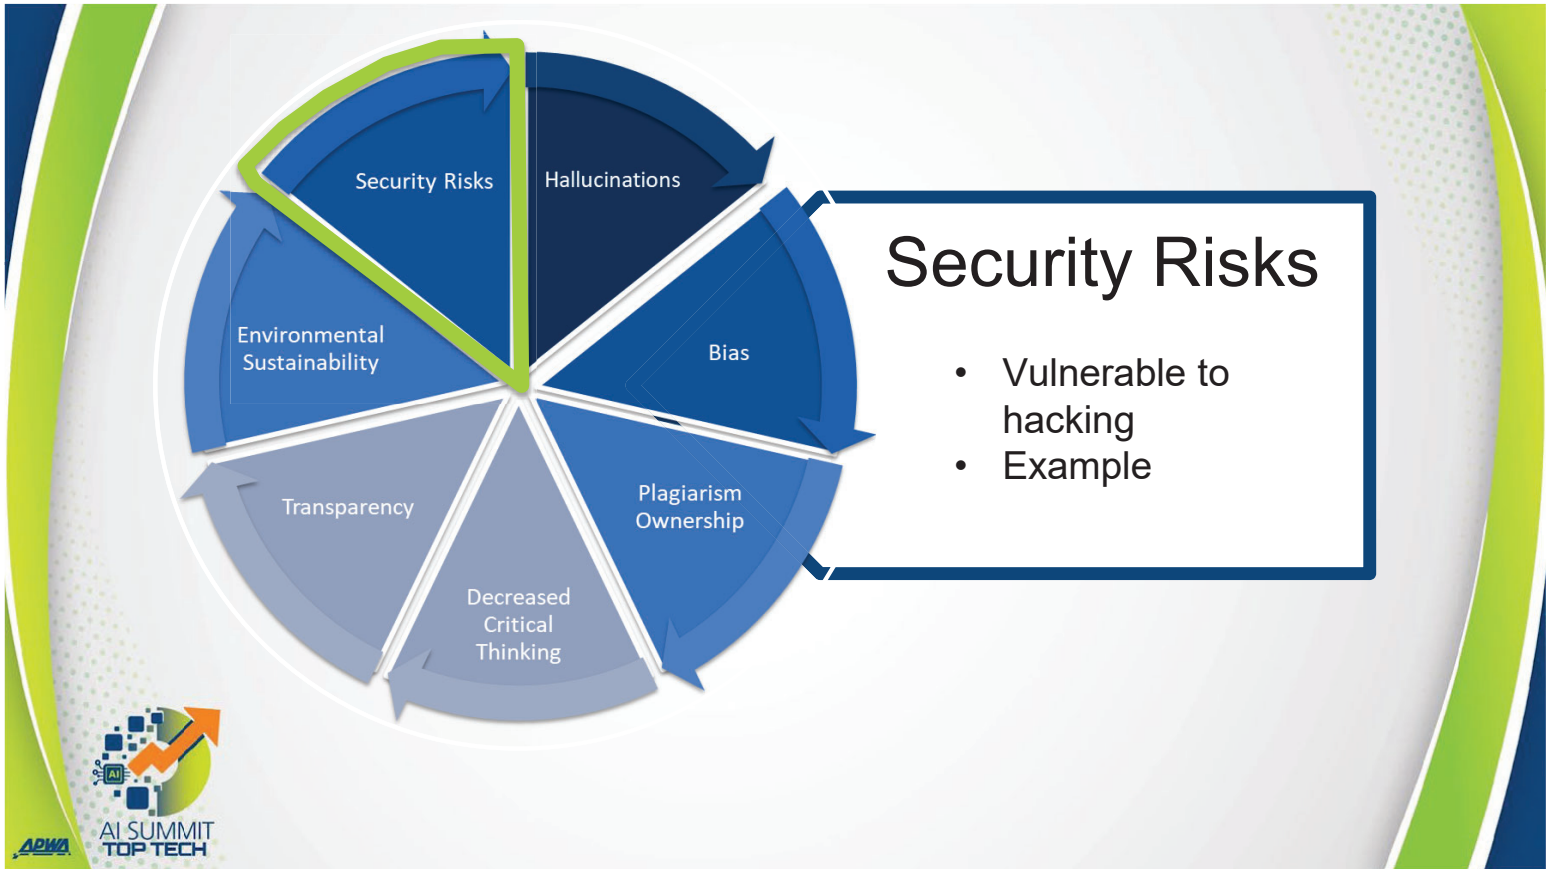 Security Risks
Hallucinations
Bias
Plagiarism
Ownership
Decreased
Critical
Thinking
Transparency
Environmental
Sustainability
Security Risks
• Vulnerable to
hacking
• Example
AI
AI SUMMIT
TOP TECH
APWA